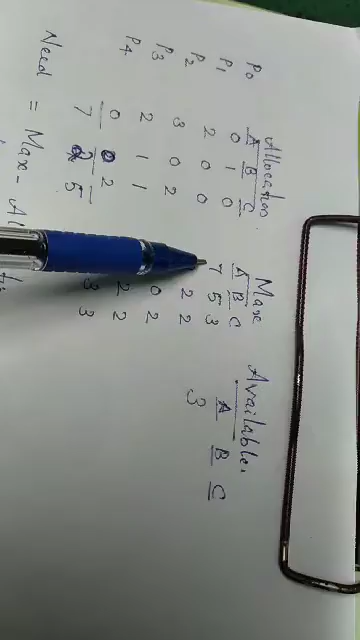 Allocation Max Available.
A B C A B C A B C
P0 0 1 0 7 5 3 3
P1 2 0 0 2 2
P2 3 0 2 0 2
P3 2 1 1 2 2
P4 0 0 2 3 3
7 2 5
Need = Max - Al